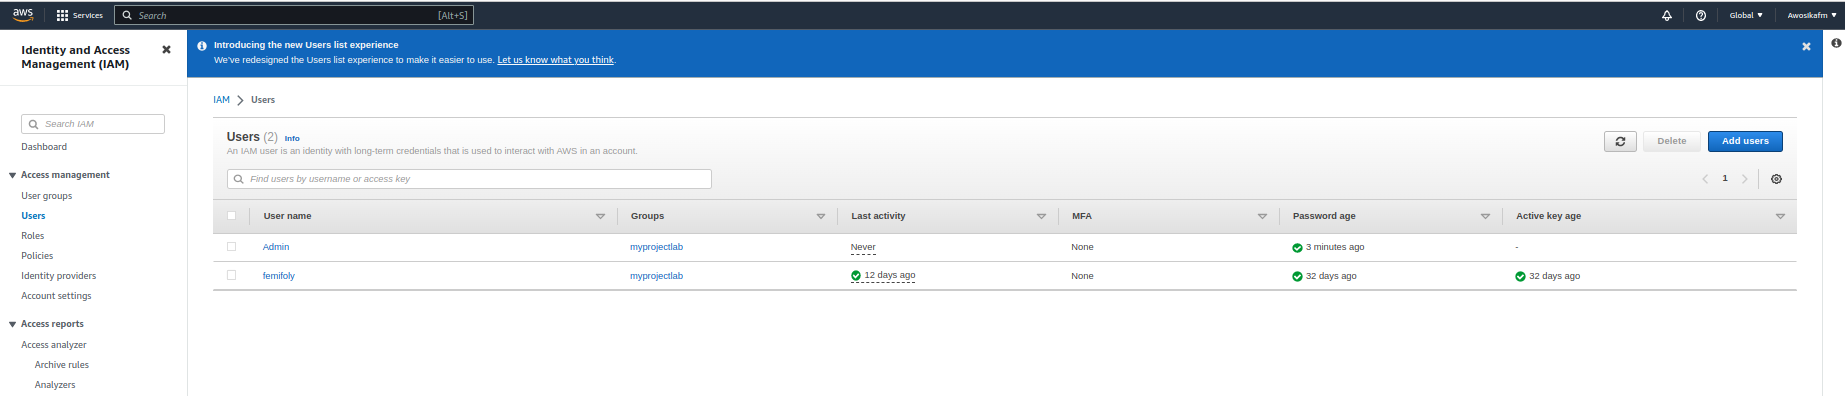 aws
Services
Search
[Alt+S]
Global
Awosikafm
Identity and Access
Management (IAM)
Introducing the new Users list experience
We've redesigned the Users list experience to make it easier to use. Let us know what you think.
Search IAM
Dashboard
Access management
User groups
Users
Roles
Policies
Identity providers
Account settings
Access reports
Access analyzer
Archive rules
Analyzers
IAM > Users
Users (2) Info
An IAM user is an identity with long-term credentials that is used to interact with AWS in an account.
Delete
Add users
Find users by username or access key
1
User name Groups Last activity MFA Password age Active key age
Admin myprojectlab Never None 3 minutes ago -
femifoly myprojectlab 12 days ago None 32 days ago 32 days ago